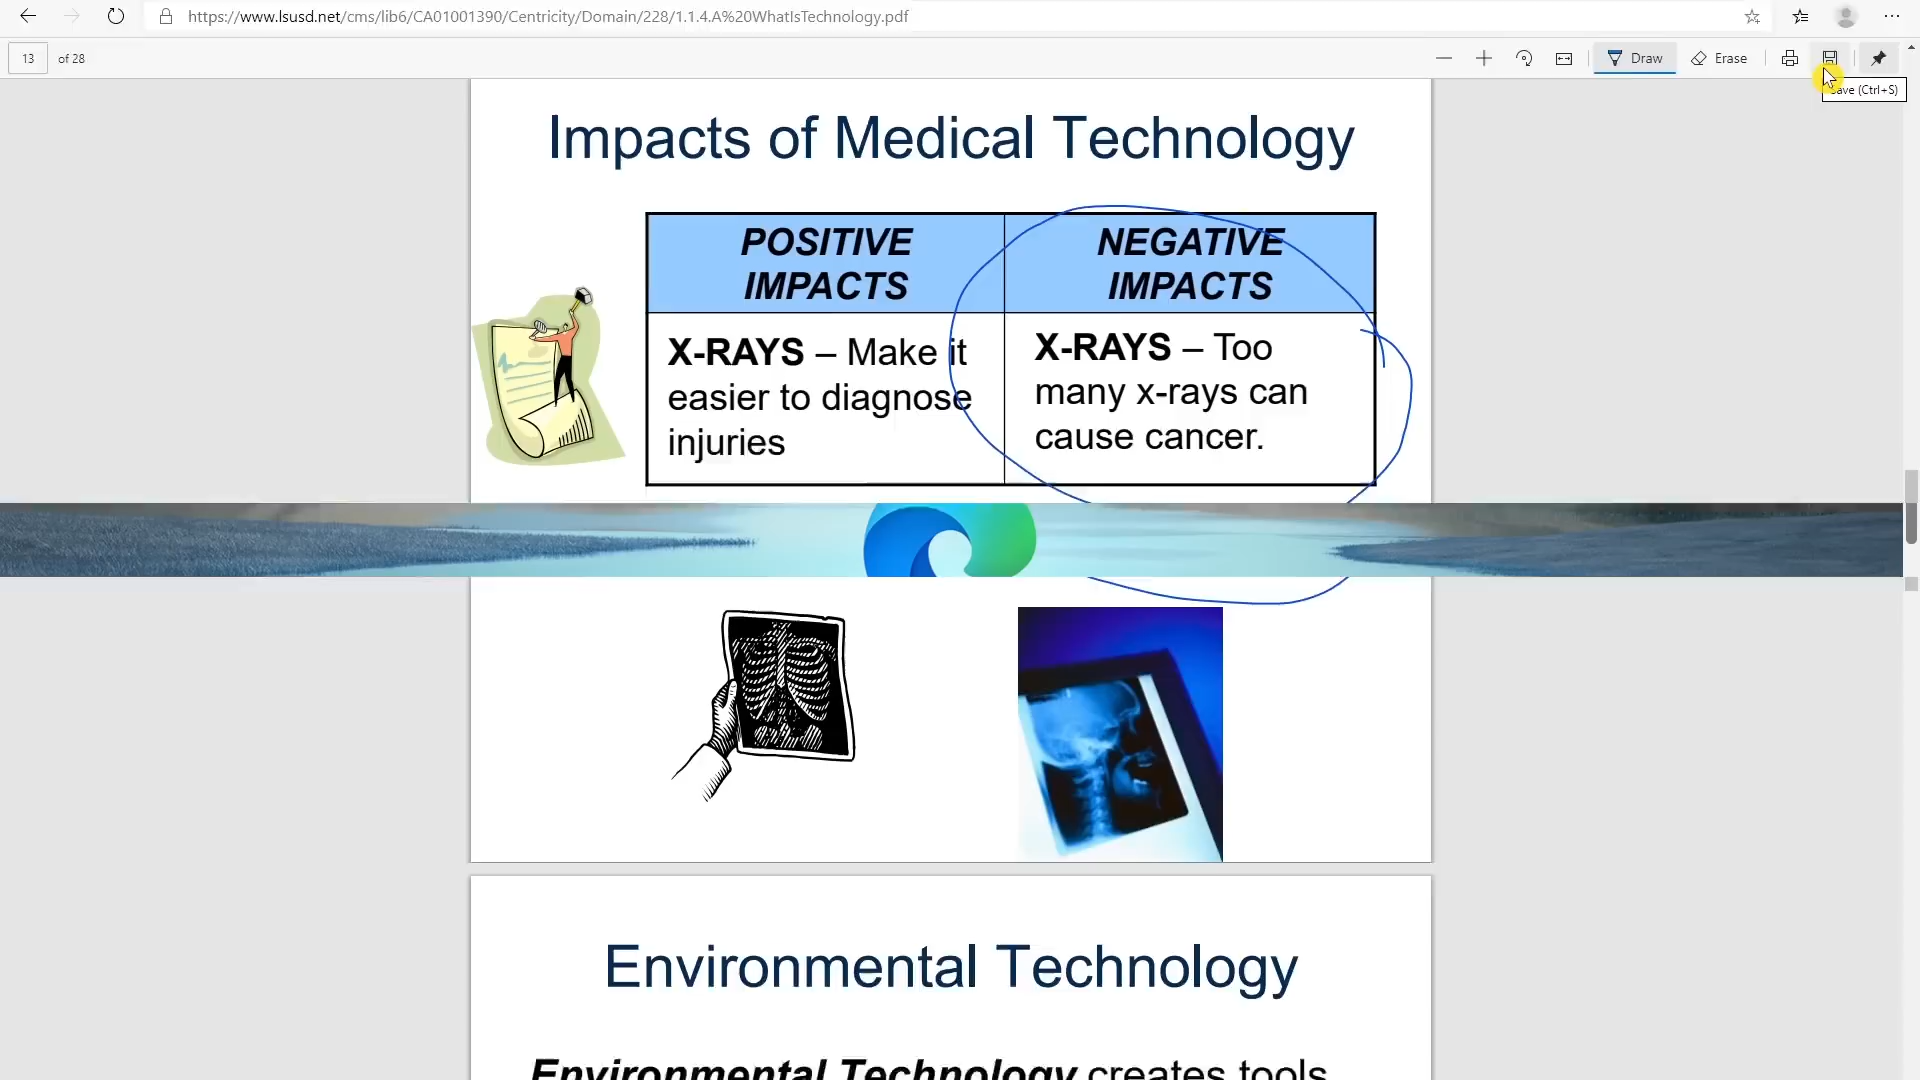 https://www.lsusd.net/cms/lib6/CA01001390/Centricity/Domain/228/1.1.4.A%20WhatIsTechnology.pdf
13 of 28
Draw
Erase
Save (Ctrl+S)
Impacts of Medical Technology
POSITIVE
IMPACTS
NEGATIVE
IMPACTS
X-RAYS – Make it
easier to diagnose
injuries
X-RAYS – Too
many x-rays can
cause cancer.
Environmental Technology
Environmental Technology creates tools